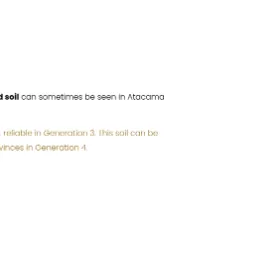 d soil can sometimes be seen in Atacama
reliable in Generation 3. This soil can be
vinces in Generation 4.